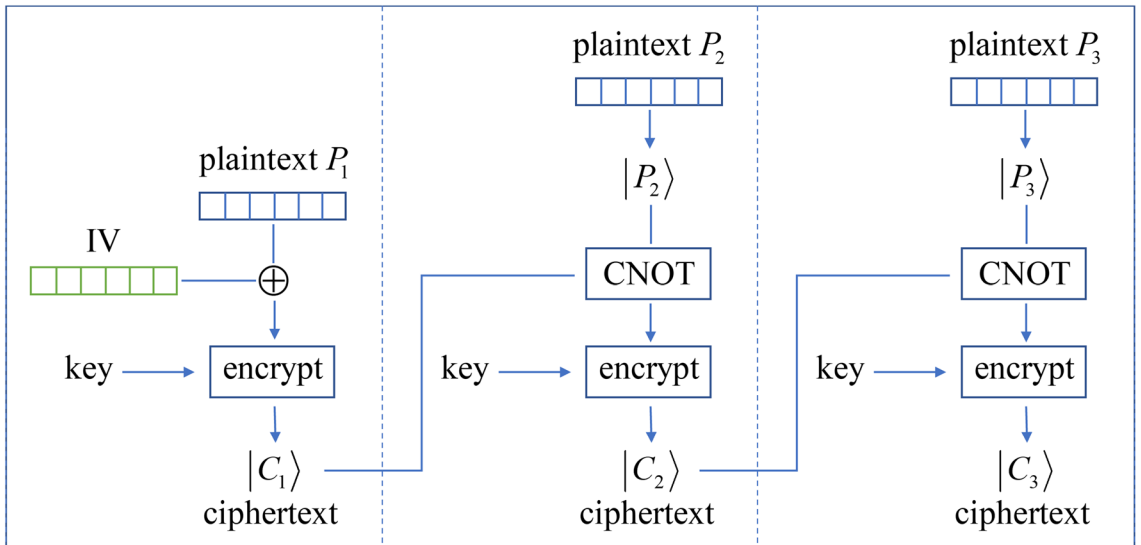 plaintext P₁
IV
⊕
key
encrypt
|C₁⟩
ciphertext
plaintext P₂
|P₂⟩
CNOT
key
encrypt
|C₂⟩
ciphertext
plaintext P₃
|P₃⟩
CNOT
key
encrypt
|C₃⟩
ciphertext